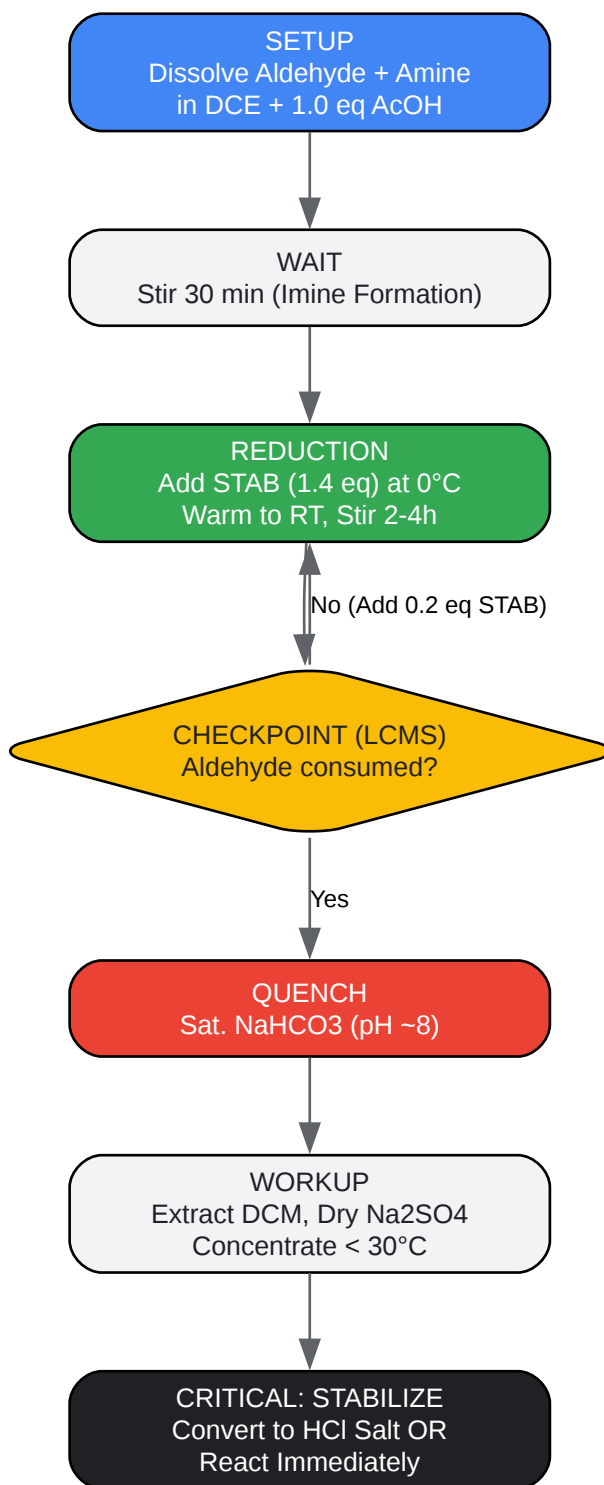 SETUP
Dissolve Aldehyde + Amine
in DCE + 1.0 eq AcOH
WAIT
Stir 30 min (Imine Formation)
REDUCTION
Add STAB (1.4 eq) at 0°C
Warm to RT, Stir 2-4h
No (Add 0.2 eq STAB)
CHECKPOINT (LCMS)
Aldehyde consumed?
Yes
QUENCH
Sat. NaHCO3 (pH ~8)
WORKUP
Extract DCM, Dry Na2SO4
Concentrate < 30°C
CRITICAL: STABILIZE
Convert to HCl Salt OR
React Immediately